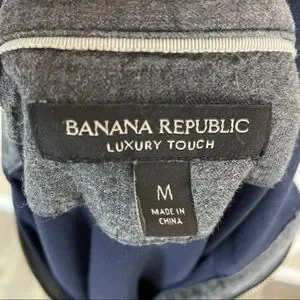 BANANA REPUBLIC
LUXURY TOUCH
M
MADE IN
CHINA